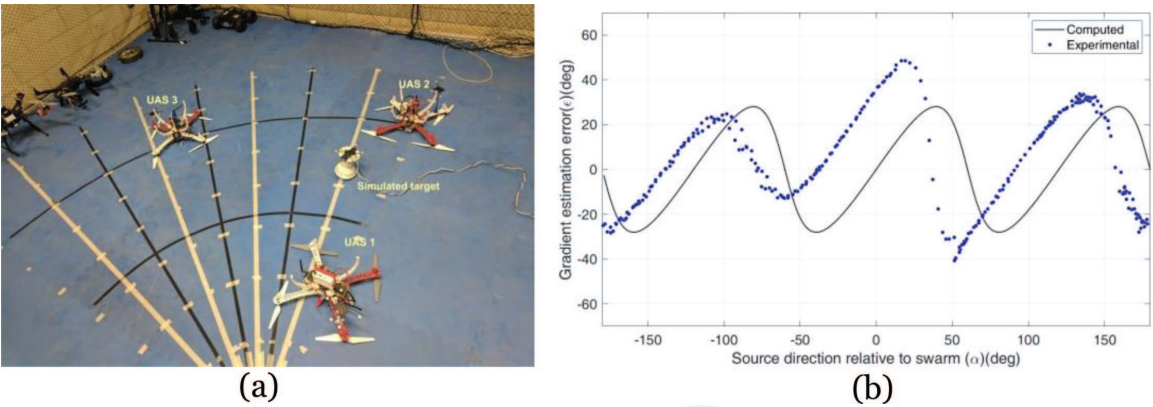 UAS 3
UAS 2
Simulated target
UAS 1
(a)
60
40
20
0
-20
-40
-60
Gradient estimation error(ϵ)(deg)
Computed
Experimental
-150
-100
-50
0
50
100
150
Source direction relative to swarm (α)(deg)
(b)